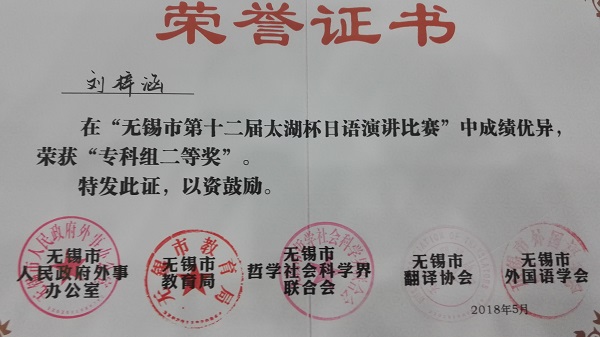 荣誉证书
刘梓涵
在“无锡市第十二届太湖杯日语演讲比赛”中成绩优异，
荣获“专科组二等奖”。
特发此证，以资鼓励。
无锡市
人民政府外事
办公室
无锡市
教育局
无锡市
哲学社会科学界
联合会
无锡市
翻译协会
无锡市
外国语学会
2018年5月